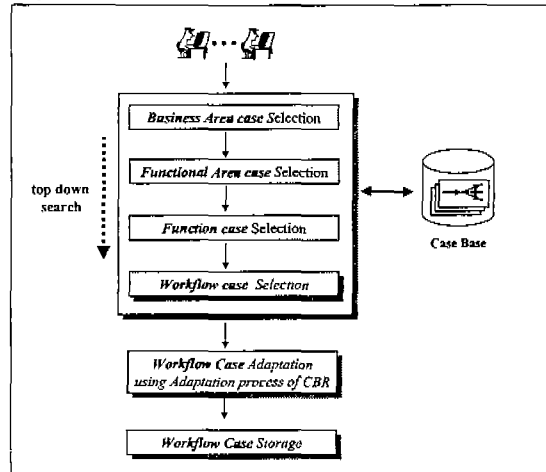 Business Area case Selection
Functional Area case Selection
top down
search
Function case Selection
Case Base
Workflow case Selection
Workflow Case Adaptation
using Adaptation process of CBR
Workflow Case Storage